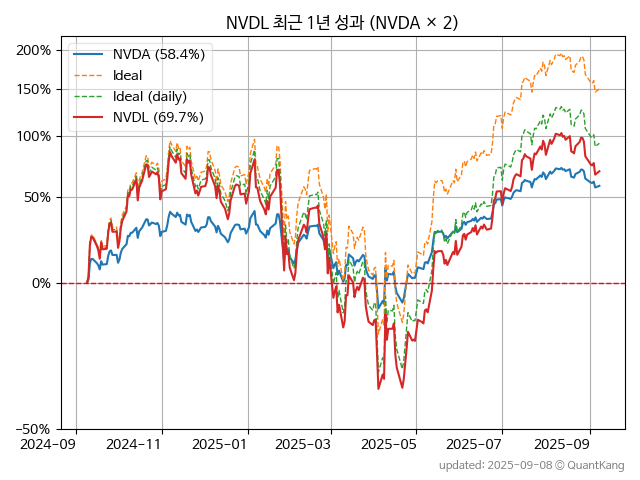 NVDL 최근 1년 성과 (NVDA × 2)
200%
150%
100%
50%
0%
−50%
NVDA (58.4%)
Ideal
Ideal (daily)
NVDL (69.7%)
2024−09
2024−11
2025−01
2025−03
2025−05
2025−07
2025−09
updated: 2025−09−08 ⓒ QuantKang